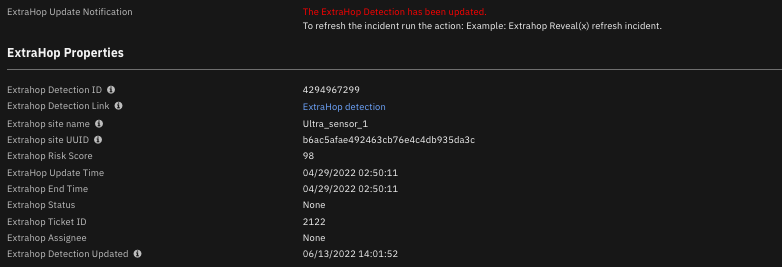 ExtraHop Update Notification The ExtraHop Detection has been updated.
To refresh the incident run the action: Example: Extrahop Reveal(x) refresh incident.
ExtraHop Properties
Extrahop Detection ID 4294967299
Extrahop Detection Link ExtraHop detection
Extrahop site name Ultra_sensor_1
Extrahop site UUID b6ac5afae492463cb76e4c4db935da3c
Extrahop Risk Score 98
ExtraHop Update Time 04/29/2022 02:50:11
Extrahop End Time 04/29/2022 02:50:11
Extrahop Status None
Extrahop Ticket ID 2122
Extrahop Assignee None
Extrahop Detection Updated 06/13/2022 14:01:52